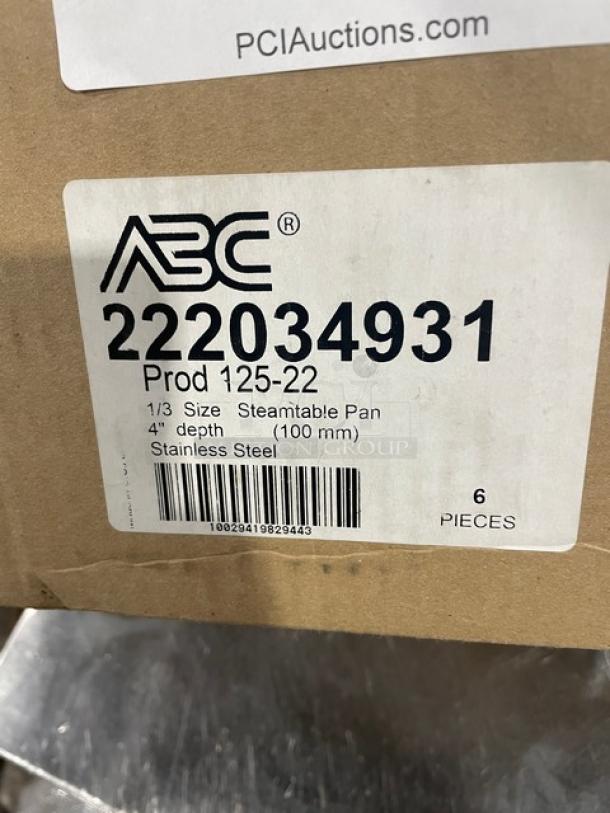 PCIAuctions.com
ABC®
222034931
Prod 125-22
1/3 Size Steamtable Pan
4" depth (100 mm)
Stainless Steel
10029419829443
6
PIECES
GROUP